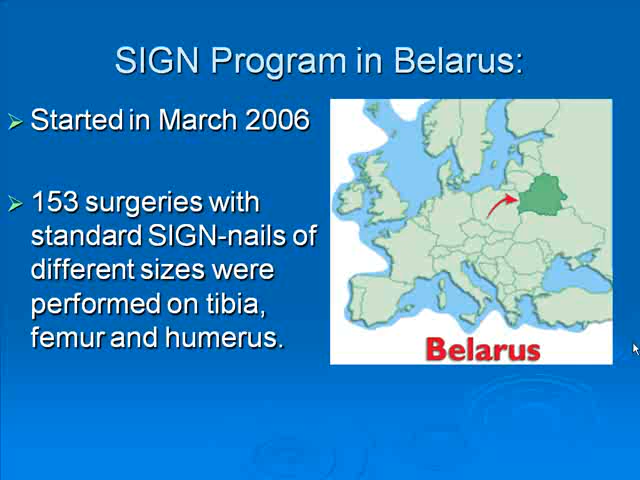 SIGN Program in Belarus:
Started in March 2006
153 surgeries with
standard SIGN-nails of
different sizes were
performed on tibia,
femur and humerus.
Belarus